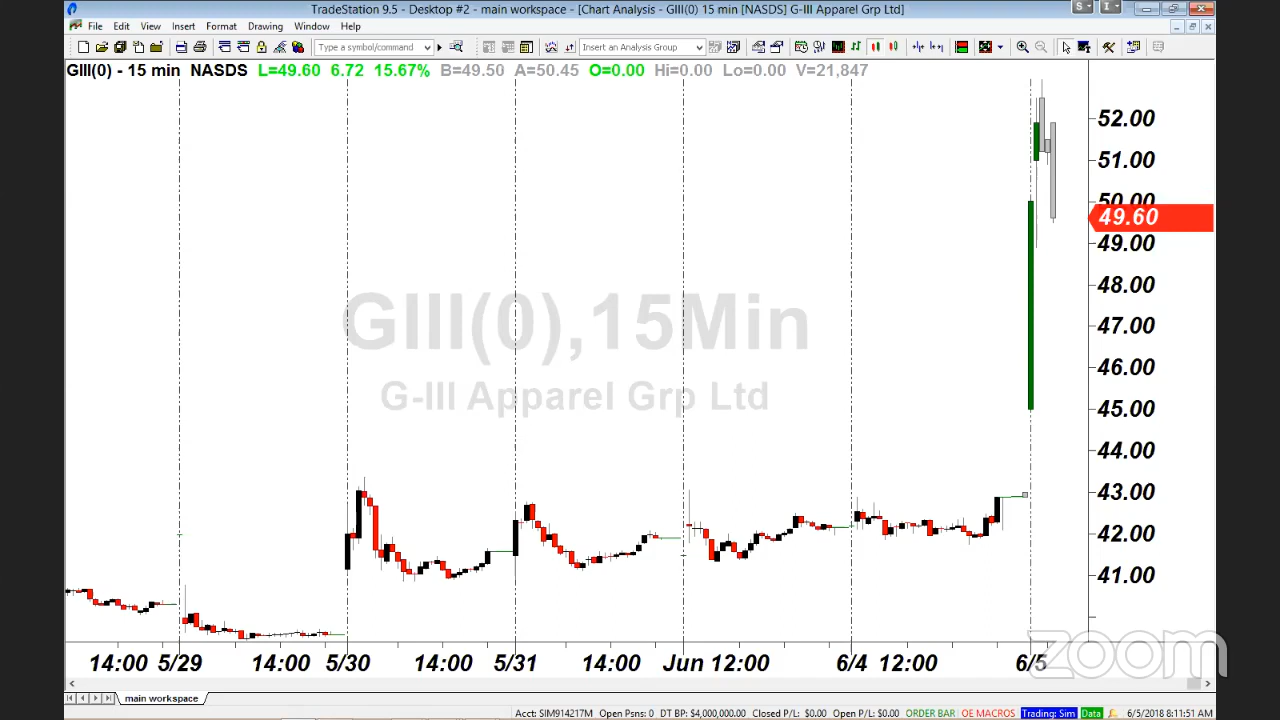 TradeStation 9.5 - Desktop #2 - main workspace - [Chart Analysis - GIII(0) 15 min [NASDS] G-III Apparel Grp Ltd]
S I
File Edit View Insert Format Drawing Window Help
Type a symbol/command Insert an Analysis Group
GIII(0) - 15 min NASDS L=49.60 6.72 15.67% B=49.50 A=50.45 O=0.00 Hi=0.00 Lo=0.00 V=21,847
52.00
51.00
50.00
49.60
49.00
48.00
47.00
46.00
45.00
44.00
43.00
42.00
41.00
GIII(0),15Min
G-III Apparel Grp Ltd
14:00 5/29 14:00 5/30 14:00 5/31 14:00 Jun 12:00 6/4 12:00 6/5
zoom
main workspace
Acct: SIM914217M Open Psns: 0 DT BP: $4,000,000.00 Closed P/L: $0.00 Open P/L: $0.00 ORDER BAR OE MACROS Trading: Sim Data 6/5/2018 8:11:51 AM